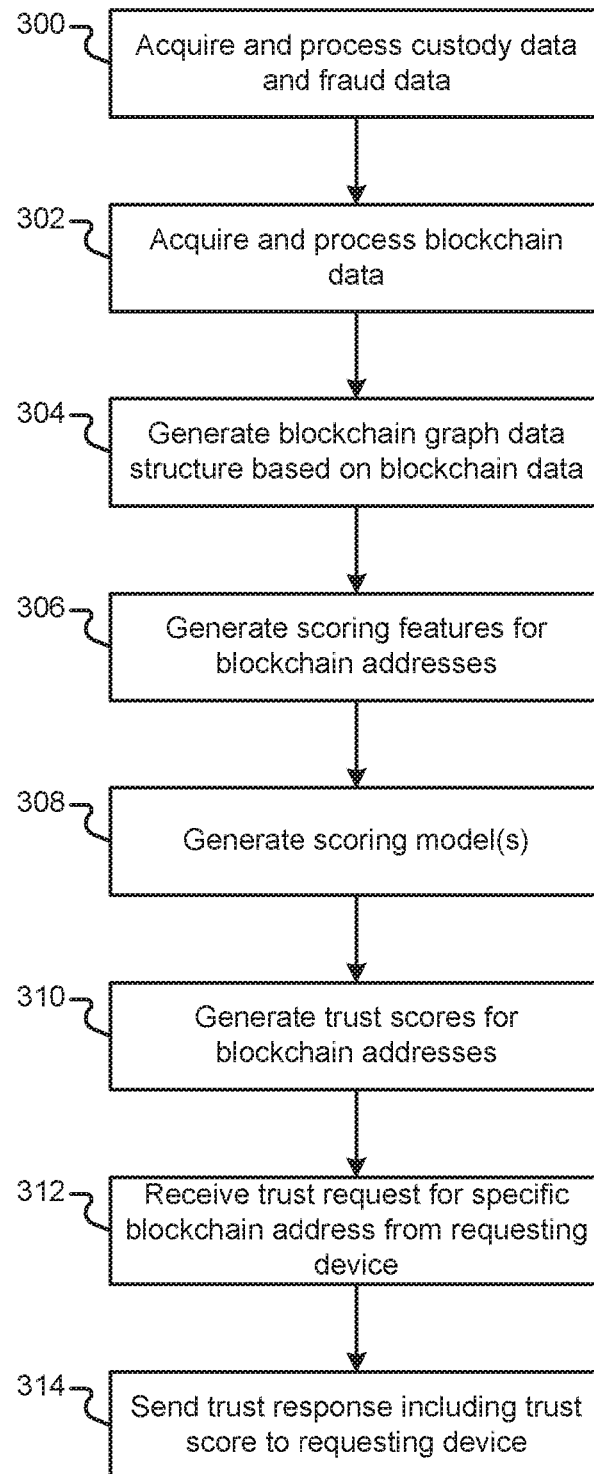 300
Acquire and process custody data
and fraud data
302
Acquire and process blockchain
data
304
Generate blockchain graph data
structure based on blockchain data
306
Generate scoring features for
blockchain addresses
308
Generate scoring model(s)
310
Generate trust scores for
blockchain addresses
312
Receive trust request for specific
blockchain address from requesting
device
314
Send trust response including trust
score to requesting device